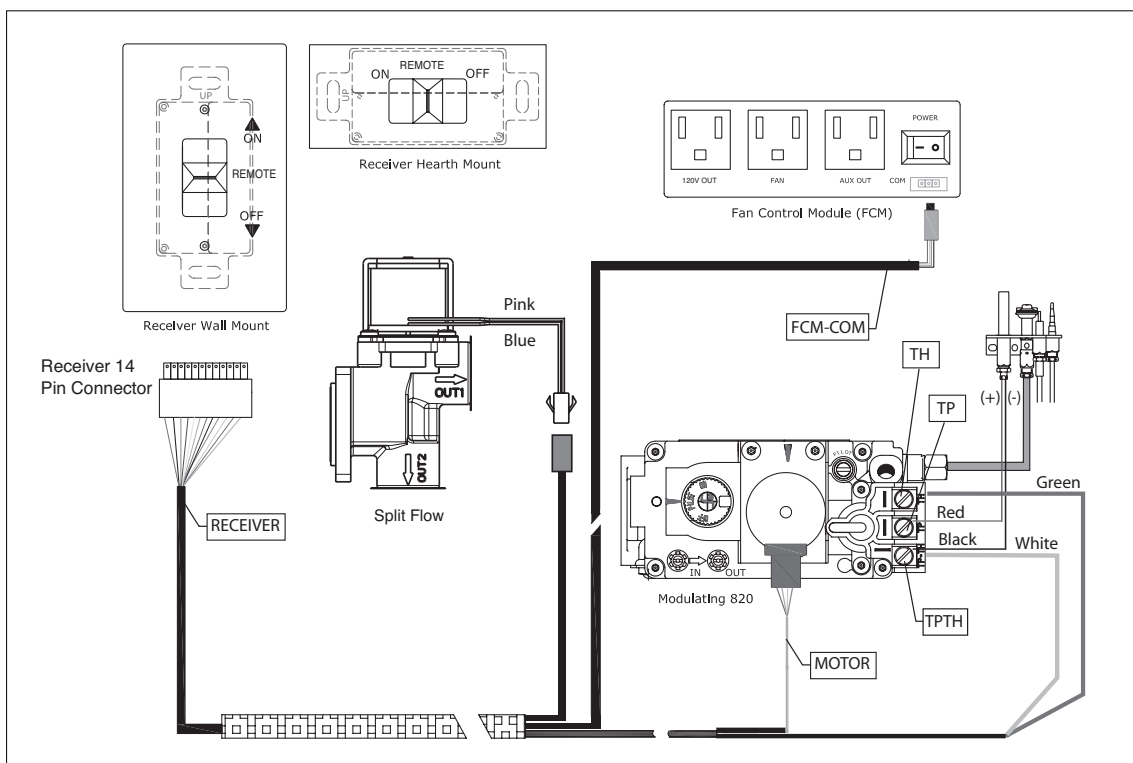 UP
ON
REMOTE
OFF
Receiver Wall Mount
UP
ON
REMOTE
OFF
Receiver Hearth Mount
120V OUT
FAN
AUX OUT
POWER
COM
Fan Control Module (FCM)
Receiver 14
Pin Connector
RECEIVER
Pink
Blue
OUT1
OUT2
Split Flow
FCM-COM
TH
TP
(+)
(-)
PILOT
Green
Red
Black
White
IN
OUT
Modulating 820
TPTH
MOTOR